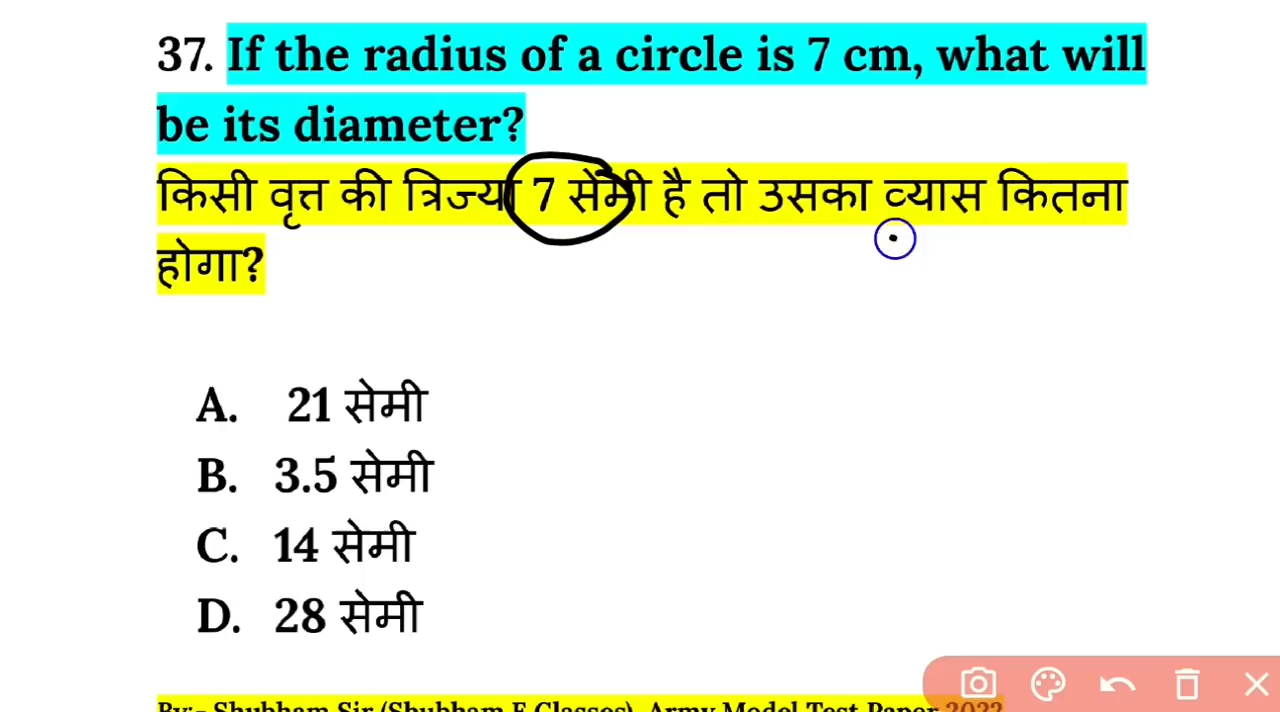 37. If the radius of a circle is 7 cm, what will
be its diameter?
किसी वृत्त की त्रिज्या 7 सेमी है तो उसका व्यास कितना
होगा?
A. 21 सेमी
B. 3.5 सेमी
C. 14 सेमी
D. 28 सेमी
By:- Shubham Sir (Shubham E Classes), Army Model Test Paper 2022